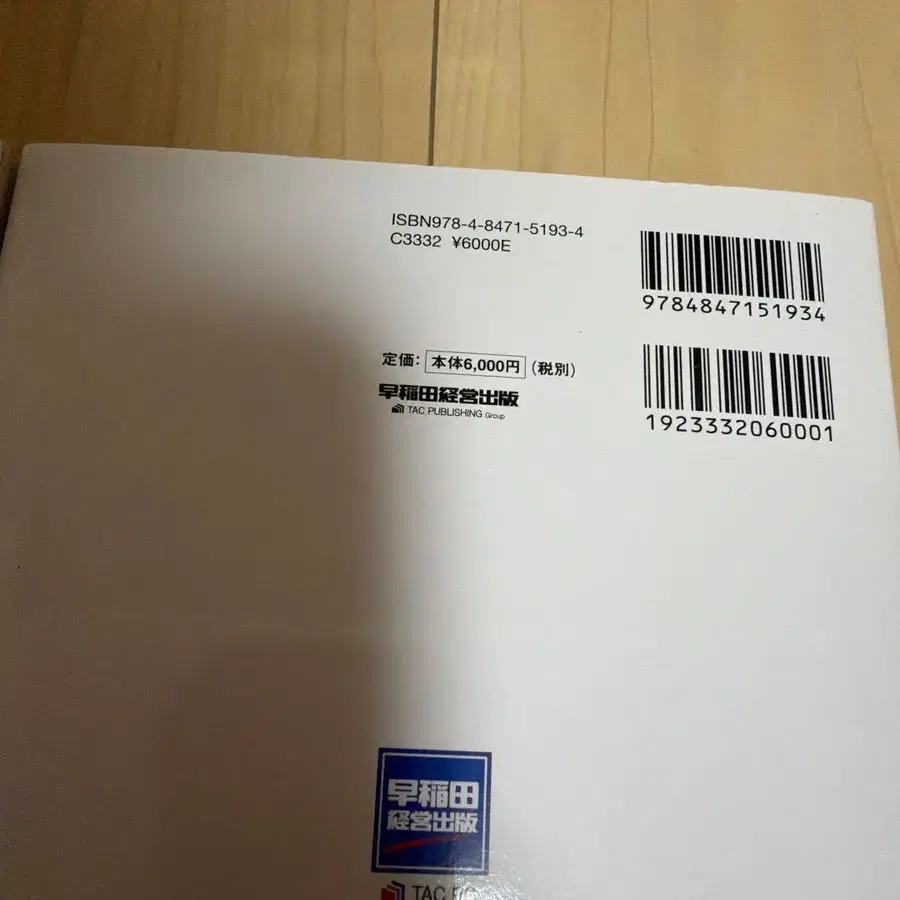 ISBN978-4-8471-5193-4
C3332 ¥6000E
9784847151934
定価: 本体6,000円 (税別)
早稲田経営出版
TAC PUBLISHING Group
1923332060001
早稲田
経営出版
TAC